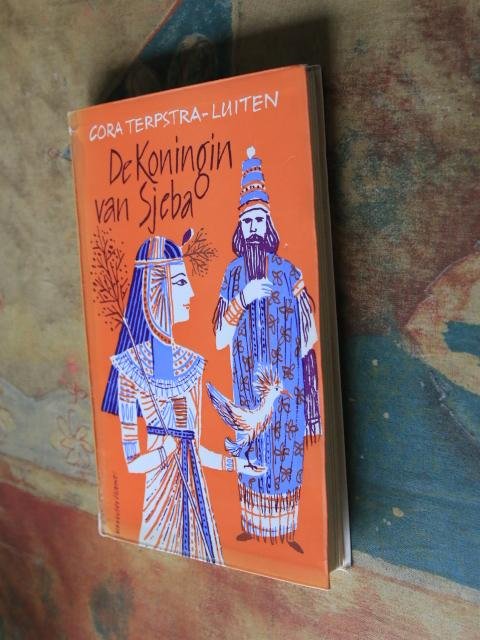 CORA TERPSTRA-LUITEN
De Koningin
van Sjeba